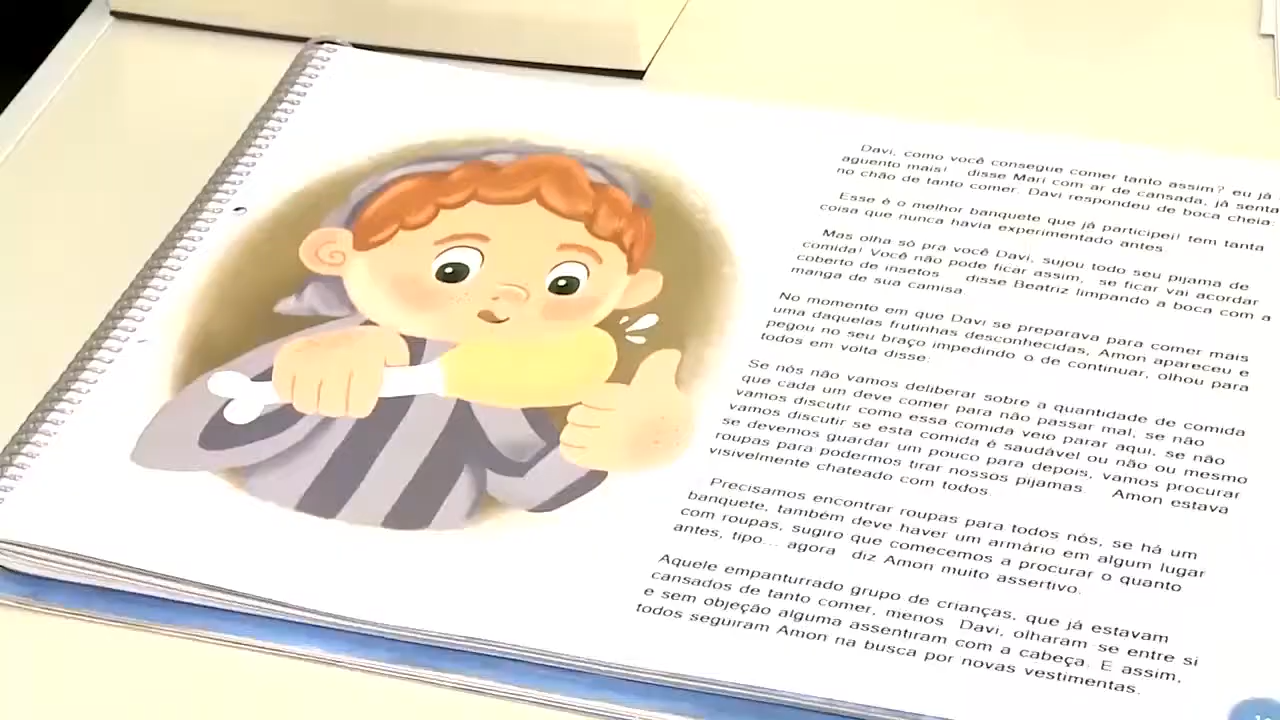 Davi, como você consegue comer tanto assim? eu já
aguento mais! disse Mari com ar de cansada, já senta
no chão de tanto comer. Davi respondeu de boca cheia:
Esse é o melhor banquete que já participei! tem tanta
coisa que nunca havia experimentado antes.
Mas olha só pra você Davi, sujou todo seu pijama de
comida! Você não pode ficar assim, se ficar vai acordar
coberto de insetos disse Beatriz limpando a boca com a
manga de sua camisa.
No momento em que Davi se preparava para comer mais
uma daquelas frutinhas desconhecidas, Amon apareceu e
pegou no seu braço impedindo o de continuar, olhou para
todos em volta disse:
Se nós não vamos deliberar sobre a quantidade de comida
que cada um deve comer para não passar mal, se não
vamos discutir como essa comida veio parar aqui, se não
vamos discutir se esta comida é saudável ou não ou mesmo
se devemos guardar um pouco para depois, vamos procurar
roupas para podermos tirar nossos pijamas. Amon estava
visivelmente chateado com todos.
Precisamos encontrar roupas para todos nós, se há um
banquete, também deve haver um armário em algum lugar
com roupas, sugiro que comecemos a procurar o quanto
antes, tipo... agora diz Amon muito assertivo.
Aquele empanturrado grupo de crianças, que já estavam
cansados de tanto comer, menos Davi, olharam se entre si
e sem objeção alguma assentiram com a cabeça. E assim,
todos seguiram Amon na busca por novas vestimentas.